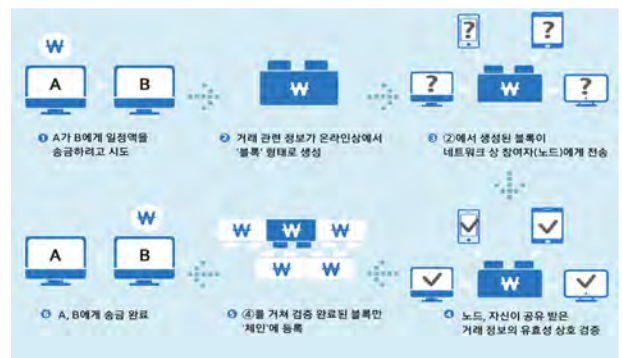 ₩
A
B
❶ A가 B에게 일정액을
송금하려고 시도
₩
❷ 거래 관련 정보가 온라인상에서
'블록' 형태로 생성
? ?
? ₩ ?
❸ ②에서 생성된 블록이
네트워크 상 참여자(노드)에게 전송
₩
❹ 노드, 자신이 공유 받은
거래 정보의 유효성 상호 검증
₩ ₩ ₩
₩ ₩
❺ ④를 거쳐 검증 완료된 블록만
'체인'에 등록
₩
A
B
❻ A, B에게 송금 완료